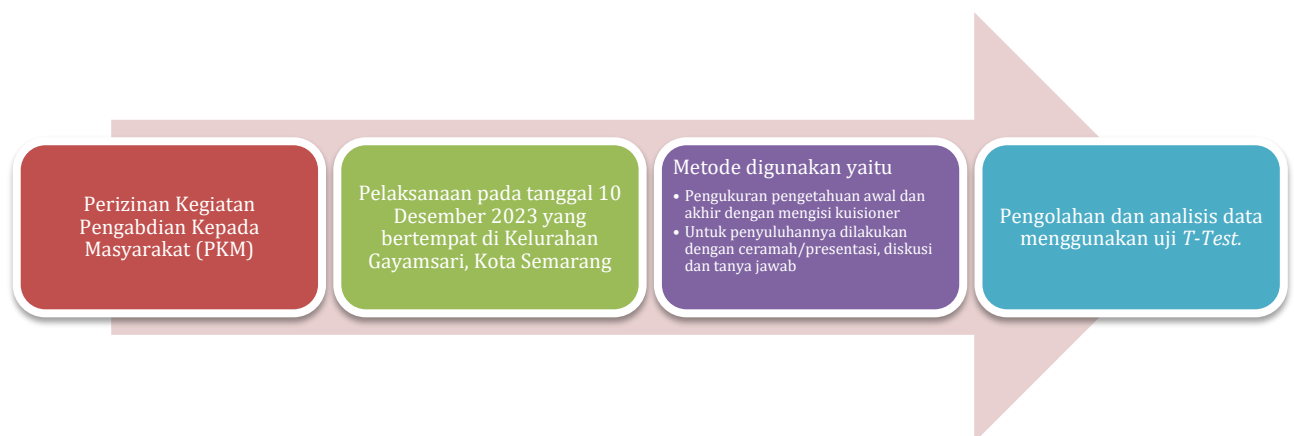 Perizinan Kegiatan
Pengabdian Kepada
Masyarakat (PKM)
Pelaksanaan pada tanggal 10
Desember 2023 yang
bertempat di Kelurahan
Gayamsari, Kota Semarang
Metode digunakan yaitu
• Pengukuran pengetahuan awal dan
akhir dengan mengisi kuisioner
• Untuk penyuluhannya dilakukan
dengan ceramah/presentasi, diskusi
dan tanya jawab
Pengolahan dan analisis data
menggunakan uji T-Test.